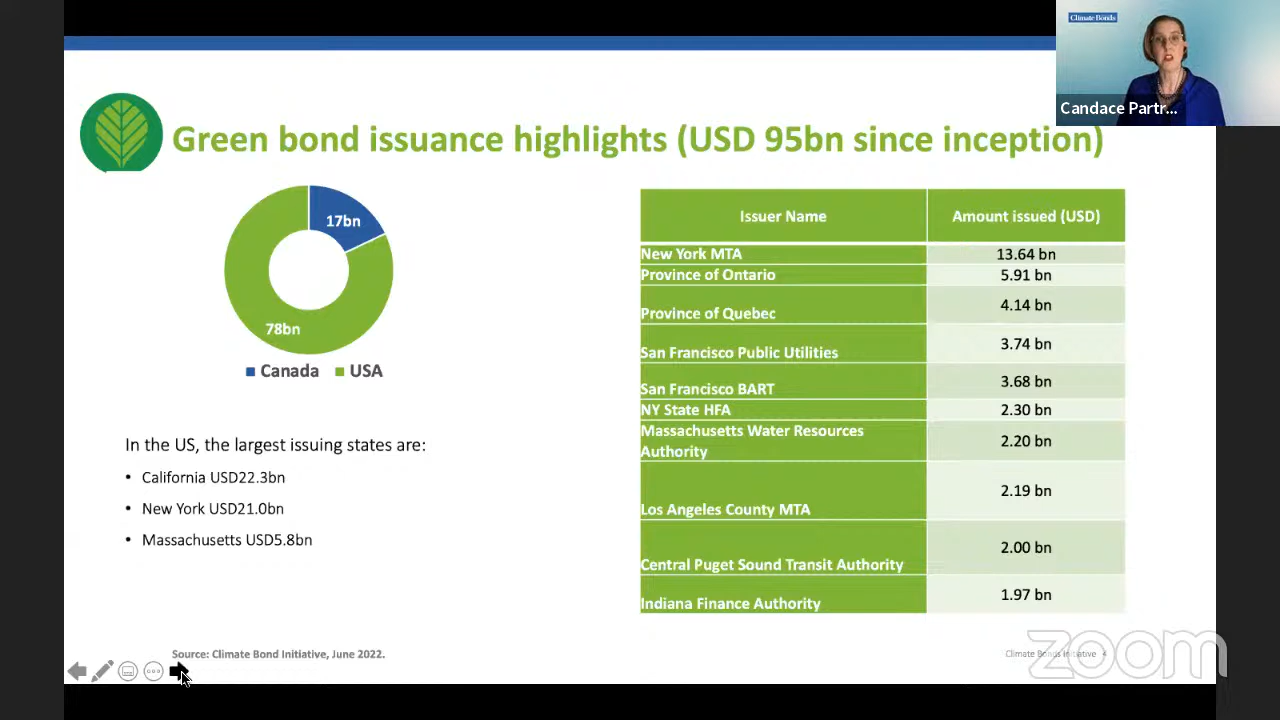 Climate Bonds
Candace Partr...
Green bond issuance highlights (USD 95bn since inception)
17bn
78bn
Canada USA
In the US, the largest issuing states are:
• California USD22.3bn
• New York USD21.0bn
• Massachusetts USD5.8bn
Issuer Name Amount issued (USD)
New York MTA 13.64 bn
Province of Ontario 5.91 bn
Province of Quebec 4.14 bn
San Francisco Public Utilities 3.74 bn
San Francisco BART 3.68 bn
NY State HFA 2.30 bn
Massachusetts Water Resources
Authority 2.20 bn
Los Angeles County MTA 2.19 bn
Central Puget Sound Transit Authority 2.00 bn
Indiana Finance Authority 1.97 bn
Source: Climate Bond Initiative, June 2022.
Climate Bonds Initiative 4
zoom